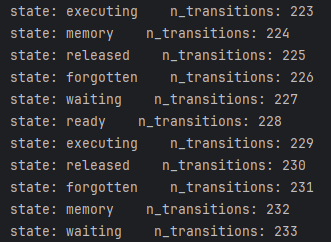 state: executing    n_transitions: 223
state: memory    n_transitions: 224
state: released    n_transitions: 225
state: forgotten    n_transitions: 226
state: waiting    n_transitions: 227
state: ready    n_transitions: 228
state: executing    n_transitions: 229
state: released    n_transitions: 230
state: forgotten    n_transitions: 231
state: memory    n_transitions: 232
state: waiting    n_transitions: 233